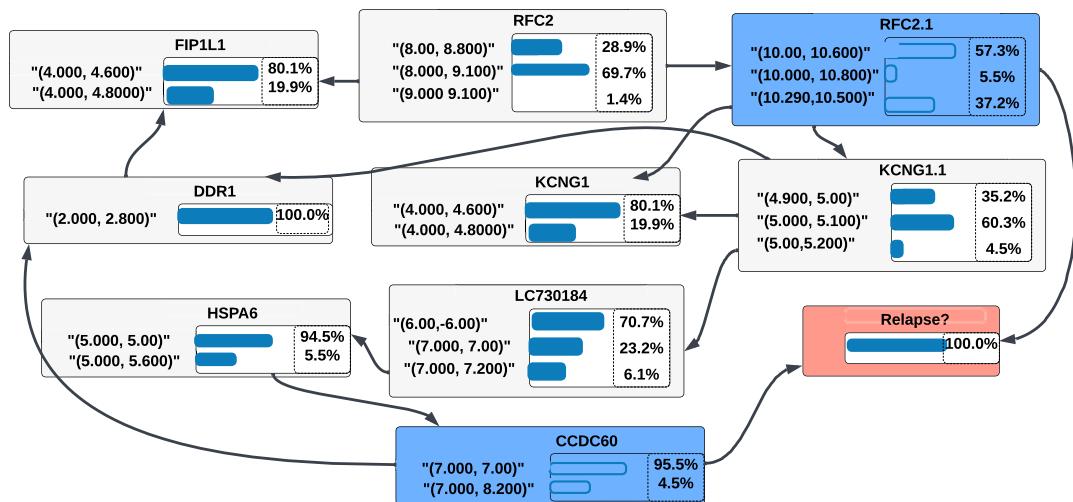 RFC2
"(8.00, 8.800)" 28.9%
"(8.000, 9.100)" 69.7%
"(9.000 9.100)" 1.4%
RFC2.1
"(10.00, 10.600)" 57.3%
"(10.000, 10.800)" 5.5%
"(10.290,10.500)" 37.2%
FIP1L1
"(4.000, 4.600)" 80.1%
"(4.000, 4.8000)" 19.9%
DDR1
"(2.000, 2.800)" 100.0%
KCNG1
"(4.000, 4.600)" 80.1%
"(4.000, 4.8000)" 19.9%
KCNG1.1
"(4.900, 5.00)" 35.2%
"(5.000, 5.100)" 60.3%
"(5.00,5.200)" 4.5%
HSPA6
"(5.000, 5.00)" 94.5%
"(5.000, 5.600)" 5.5%
LC730184
"(6.00,-6.00)" 70.7%
"(7.000, 7.00)" 23.2%
"(7.000, 7.200)" 6.1%
Relapse?
100.0%
CCDC60
"(7.000, 7.00)" 95.5%
"(7.000, 8.200)" 4.5%